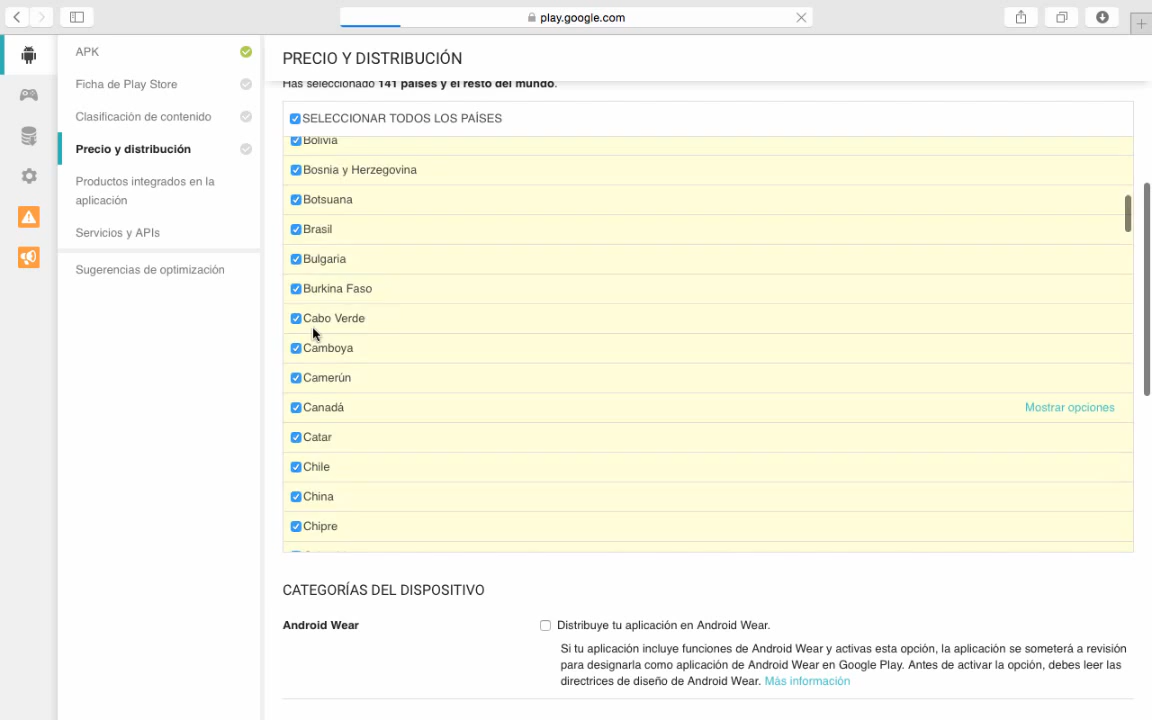 play.google.com
APK
Ficha de Play Store
Clasificación de contenido
Precio y distribución
Productos integrados en la
aplicación
Servicios y APIs
Sugerencias de optimización
PRECIO Y DISTRIBUCIÓN
Has seleccionado 141 países y el resto del mundo.
SELECCIONAR TODOS LOS PAÍSES
Bolivia
Bosnia y Herzegovina
Botsuana
Brasil
Bulgaria
Burkina Faso
Cabo Verde
Camboya
Camerún
Canadá Mostrar opciones
Catar
Chile
China
Chipre
CATEGORÍAS DEL DISPOSITIVO
Android Wear Distribuye tu aplicación en Android Wear.
Si tu aplicación incluye funciones de Android Wear y activas esta opción, la aplicación se someterá a revisión
para designarla como aplicación de Android Wear en Google Play. Antes de activar la opción, debes leer las
directrices de diseño de Android Wear. Más información